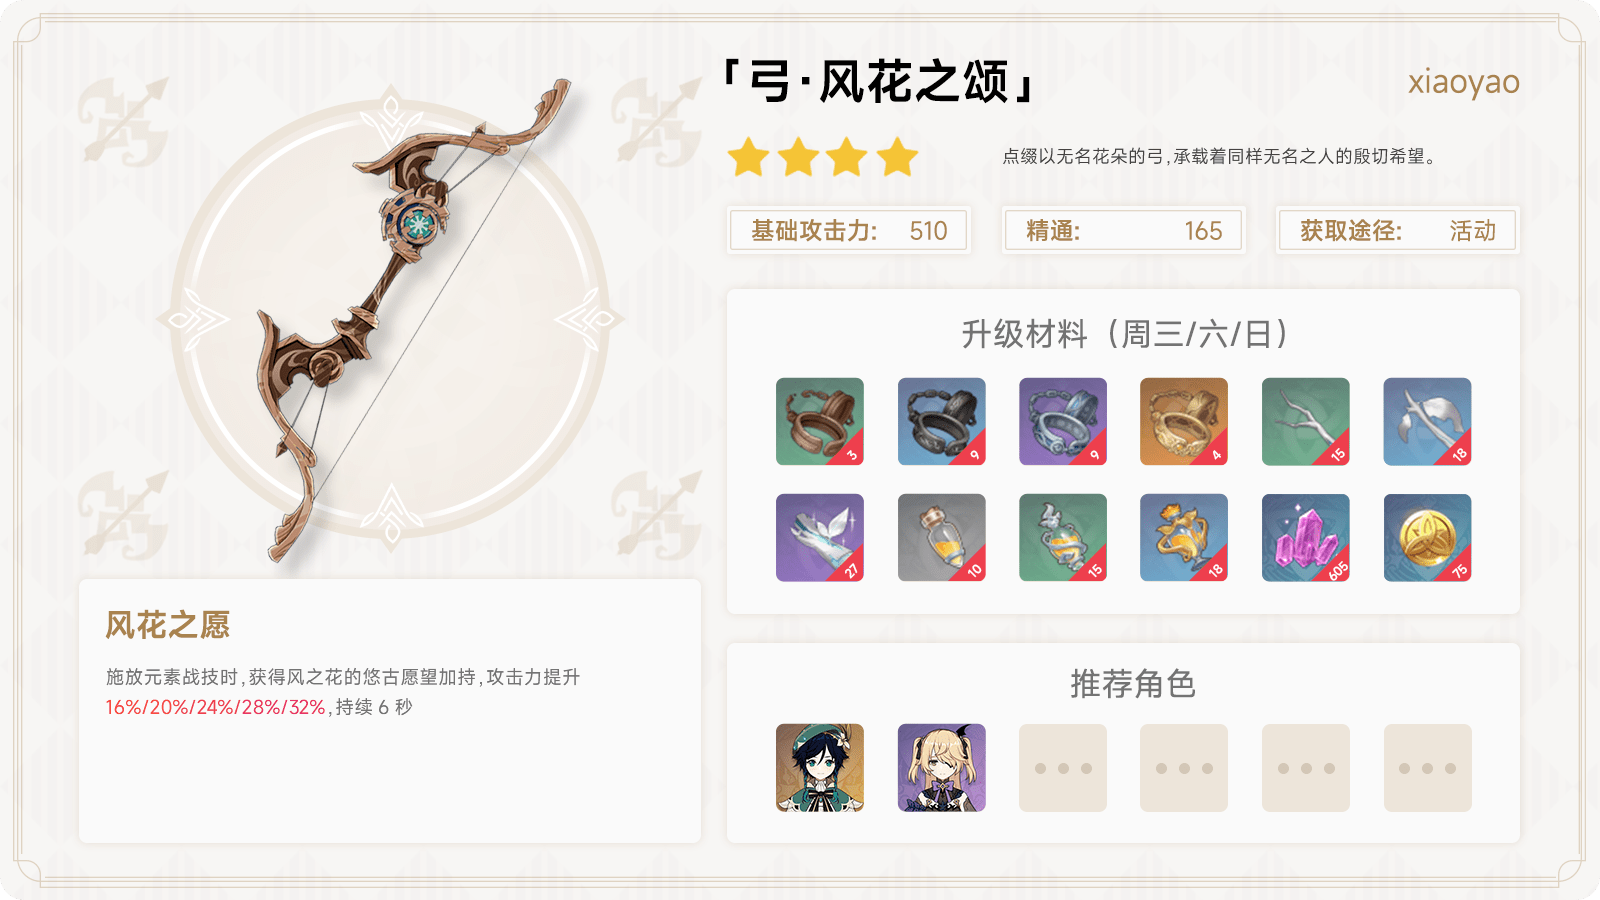 「弓·风花之颂」
xiaoyao
点缀以无名花朵的弓,承载着同样无名之人的殷切希望。
基础攻击力: 510
精通: 165
获取途径: 活动
升级材料（周三/六/日）
3
9
9
4
15
18
27
10
15
18
605
75
风花之愿
施放元素战技时,获得风之花的悠古愿望加持,攻击力提升
16%/20%/24%/28%/32%,持续 6 秒
推荐角色